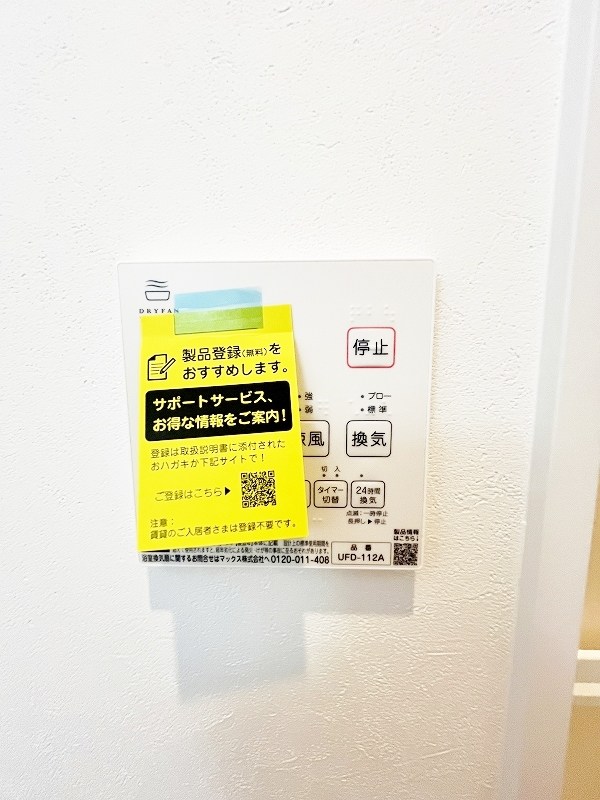 DRYFAN
製品登録(無料)を
おすすめします。
サポートサービス、
お得な情報をご案内!
登録は取扱説明書に添付された
おハガキか下記サイトで!
ご登録はこちら▶
注意:
賃貸のご入居者さまは登録不要です。
停止
強
弱
ブロー
標準
涼風
換気
切 入
タイマー
切替
24時間
換気
点滅:一時停止
長押し▶停止
製品情報
はこちら
品番
UFD-112A
浴室換気扇に関するお問合せはマックス株式会社へ 0120-011-408